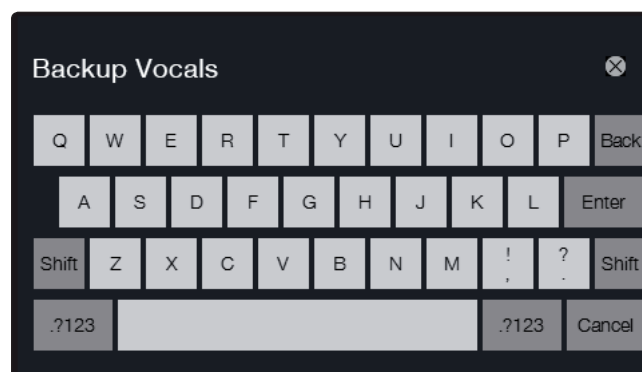 Backup Vocals
Q W E R T Y U I O P Back
A S D F G H J K L Enter
Shift Z X C V B N M ! , ? . Shift
.?123 .?123 Cancel